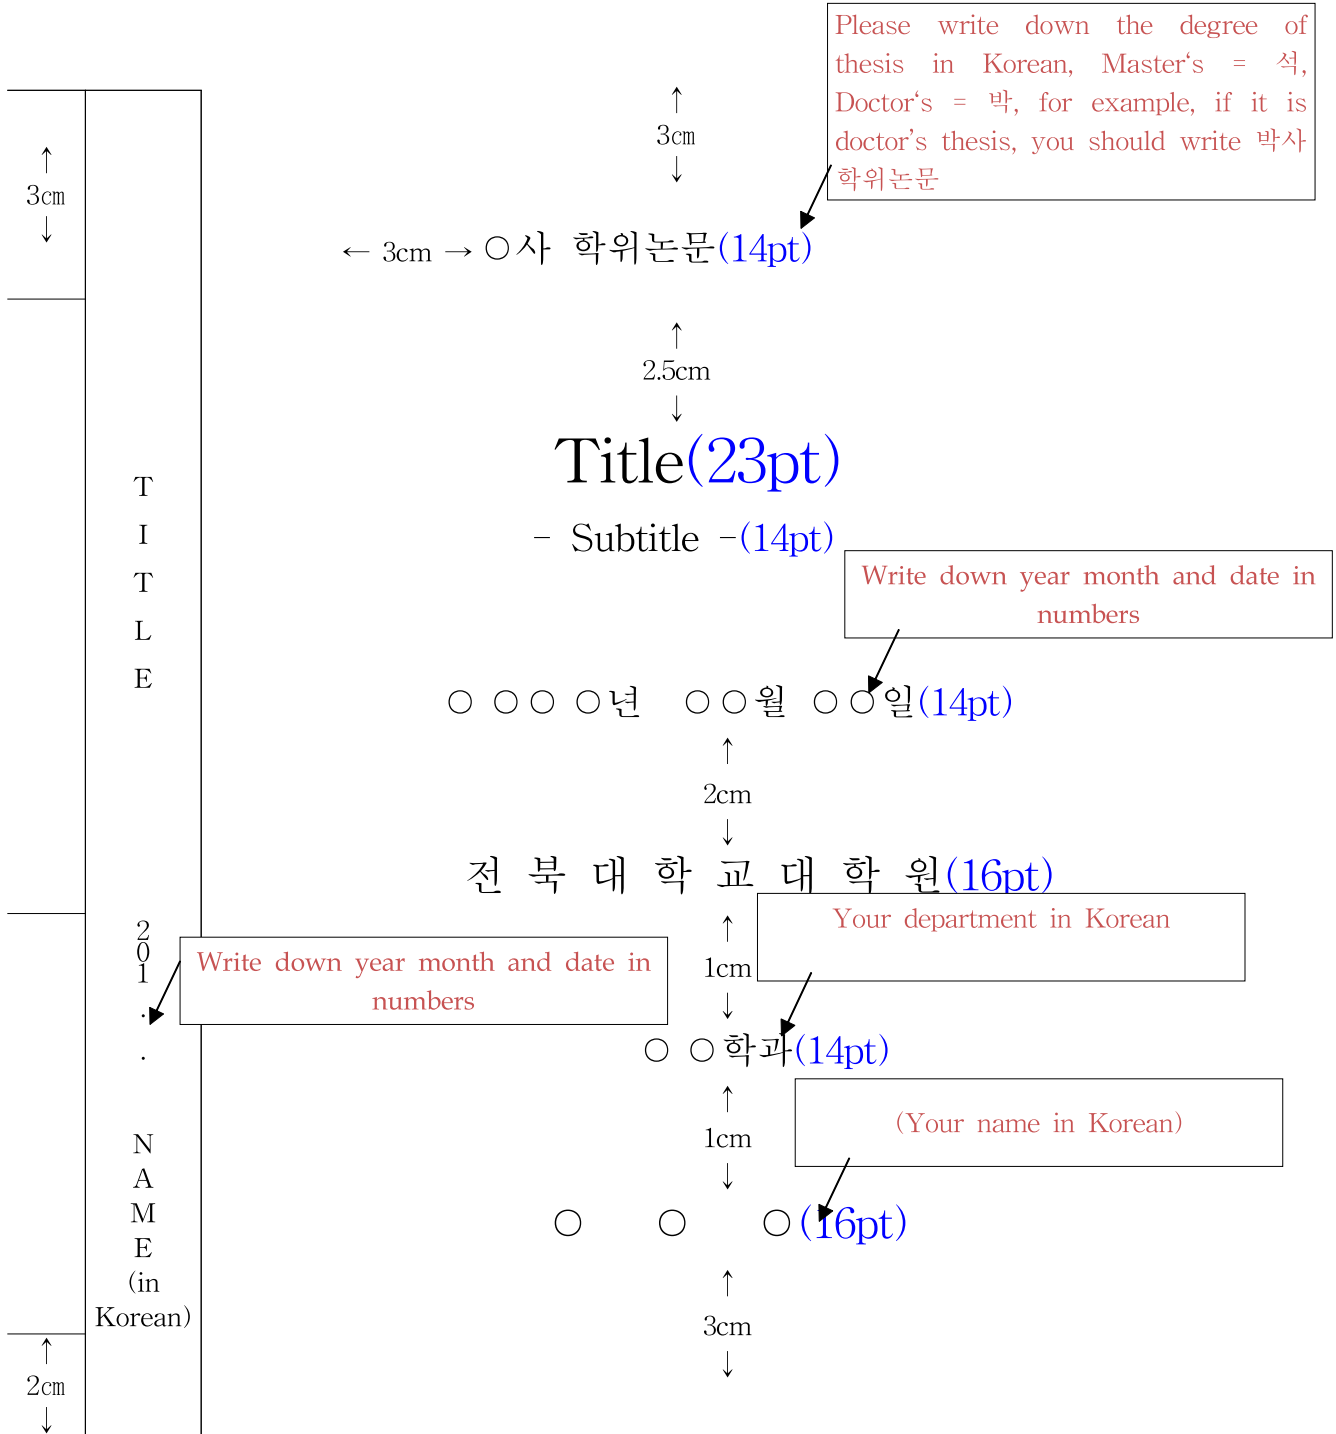 Please write down the degree of
thesis in Korean, Master‘s = 석,
Doctor‘s = 박, for example, if it is
doctor’s thesis, you should write 박사
학위논문
↑
3cm
↓
↑
3㎝
↓
← 3cm → ○사 학위논문(14pt)
↑
2.5cm
↓
Title(23pt)
- Subtitle -(14pt)
Write down year month and date in
numbers
○ ○○ ○년 ○○월 ○○일(14pt)
↑
2cm
↓
전 북 대 학 교 대 학 원(16pt)
Your department in Korean
↑
1cm
↓
○ ○학과(14pt)
↑
1cm
↓
(Your name in Korean)
○ ○ ○(16pt)
↑
3cm
↓
T
I
T
L
E
2
0
1
.
.
Write down year month and date in
numbers
N
A
M
E
(in
Korean)
↑
2㎝
↓